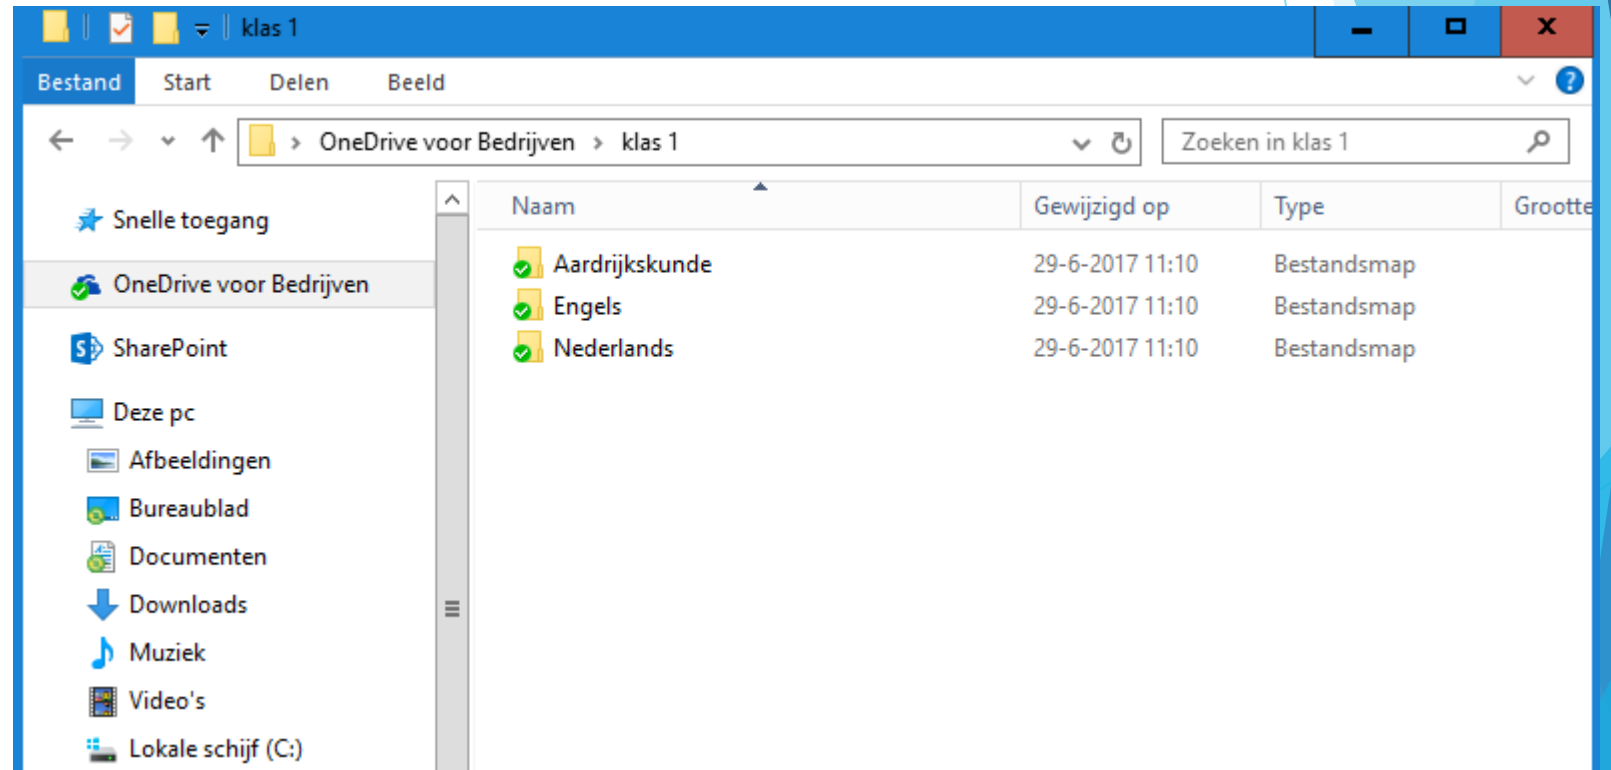 klas 1
Bestand Start Delen Beeld
OneDrive voor Bedrijven klas 1 Zoeken in klas 1
Naam Gewijzigd op Type Grootte
Snelle toegang
OneDrive voor Bedrijven
SharePoint
Deze pc
Afbeeldingen
Bureaublad
Documenten
Downloads
Muziek
Video's
Lokale schijf (C:)
Aardrijkskunde 29-6-2017 11:10 Bestandsmap
Engels 29-6-2017 11:10 Bestandsmap
Nederlands 29-6-2017 11:10 Bestandsmap